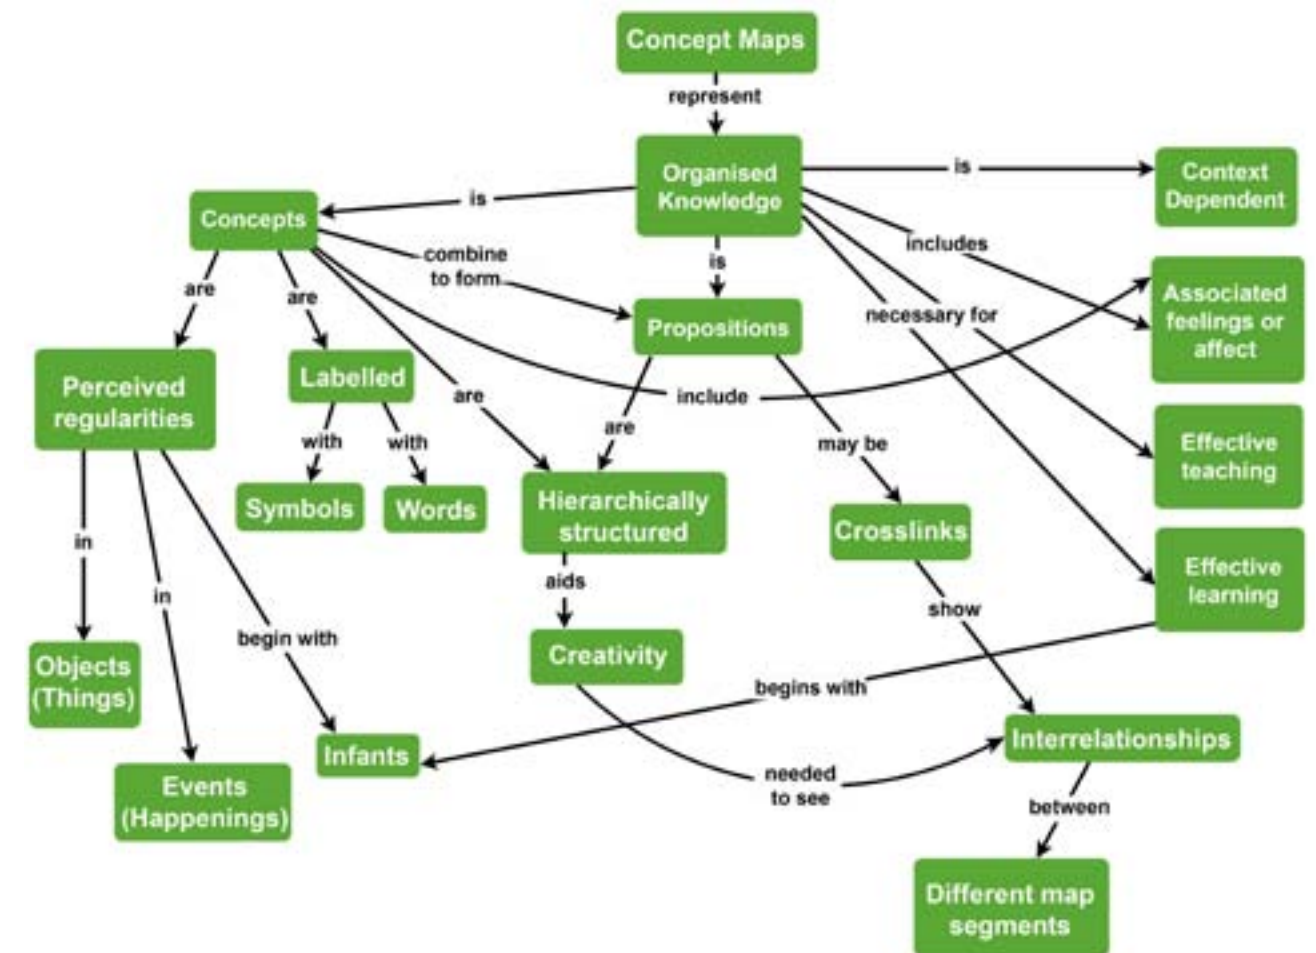 Concept Maps
represent
Organised
Knowledge
is
Context
Dependent
is
Concepts
includes
combine
to form
is
are
are
Associated
feelings or
affect
necessary for
Propositions
Perceived
regularities
Labelled
are
include
are
with
with
may be
Effective
teaching
Symbols
Words
Hierarchically
structured
Crosslinks
in
aids
Effective
learning
in
show
begin with
Creativity
Objects
(Things)
begins with
Infants
Interrelationships
Events
(Happenings)
needed
to see
between
Different map
segments